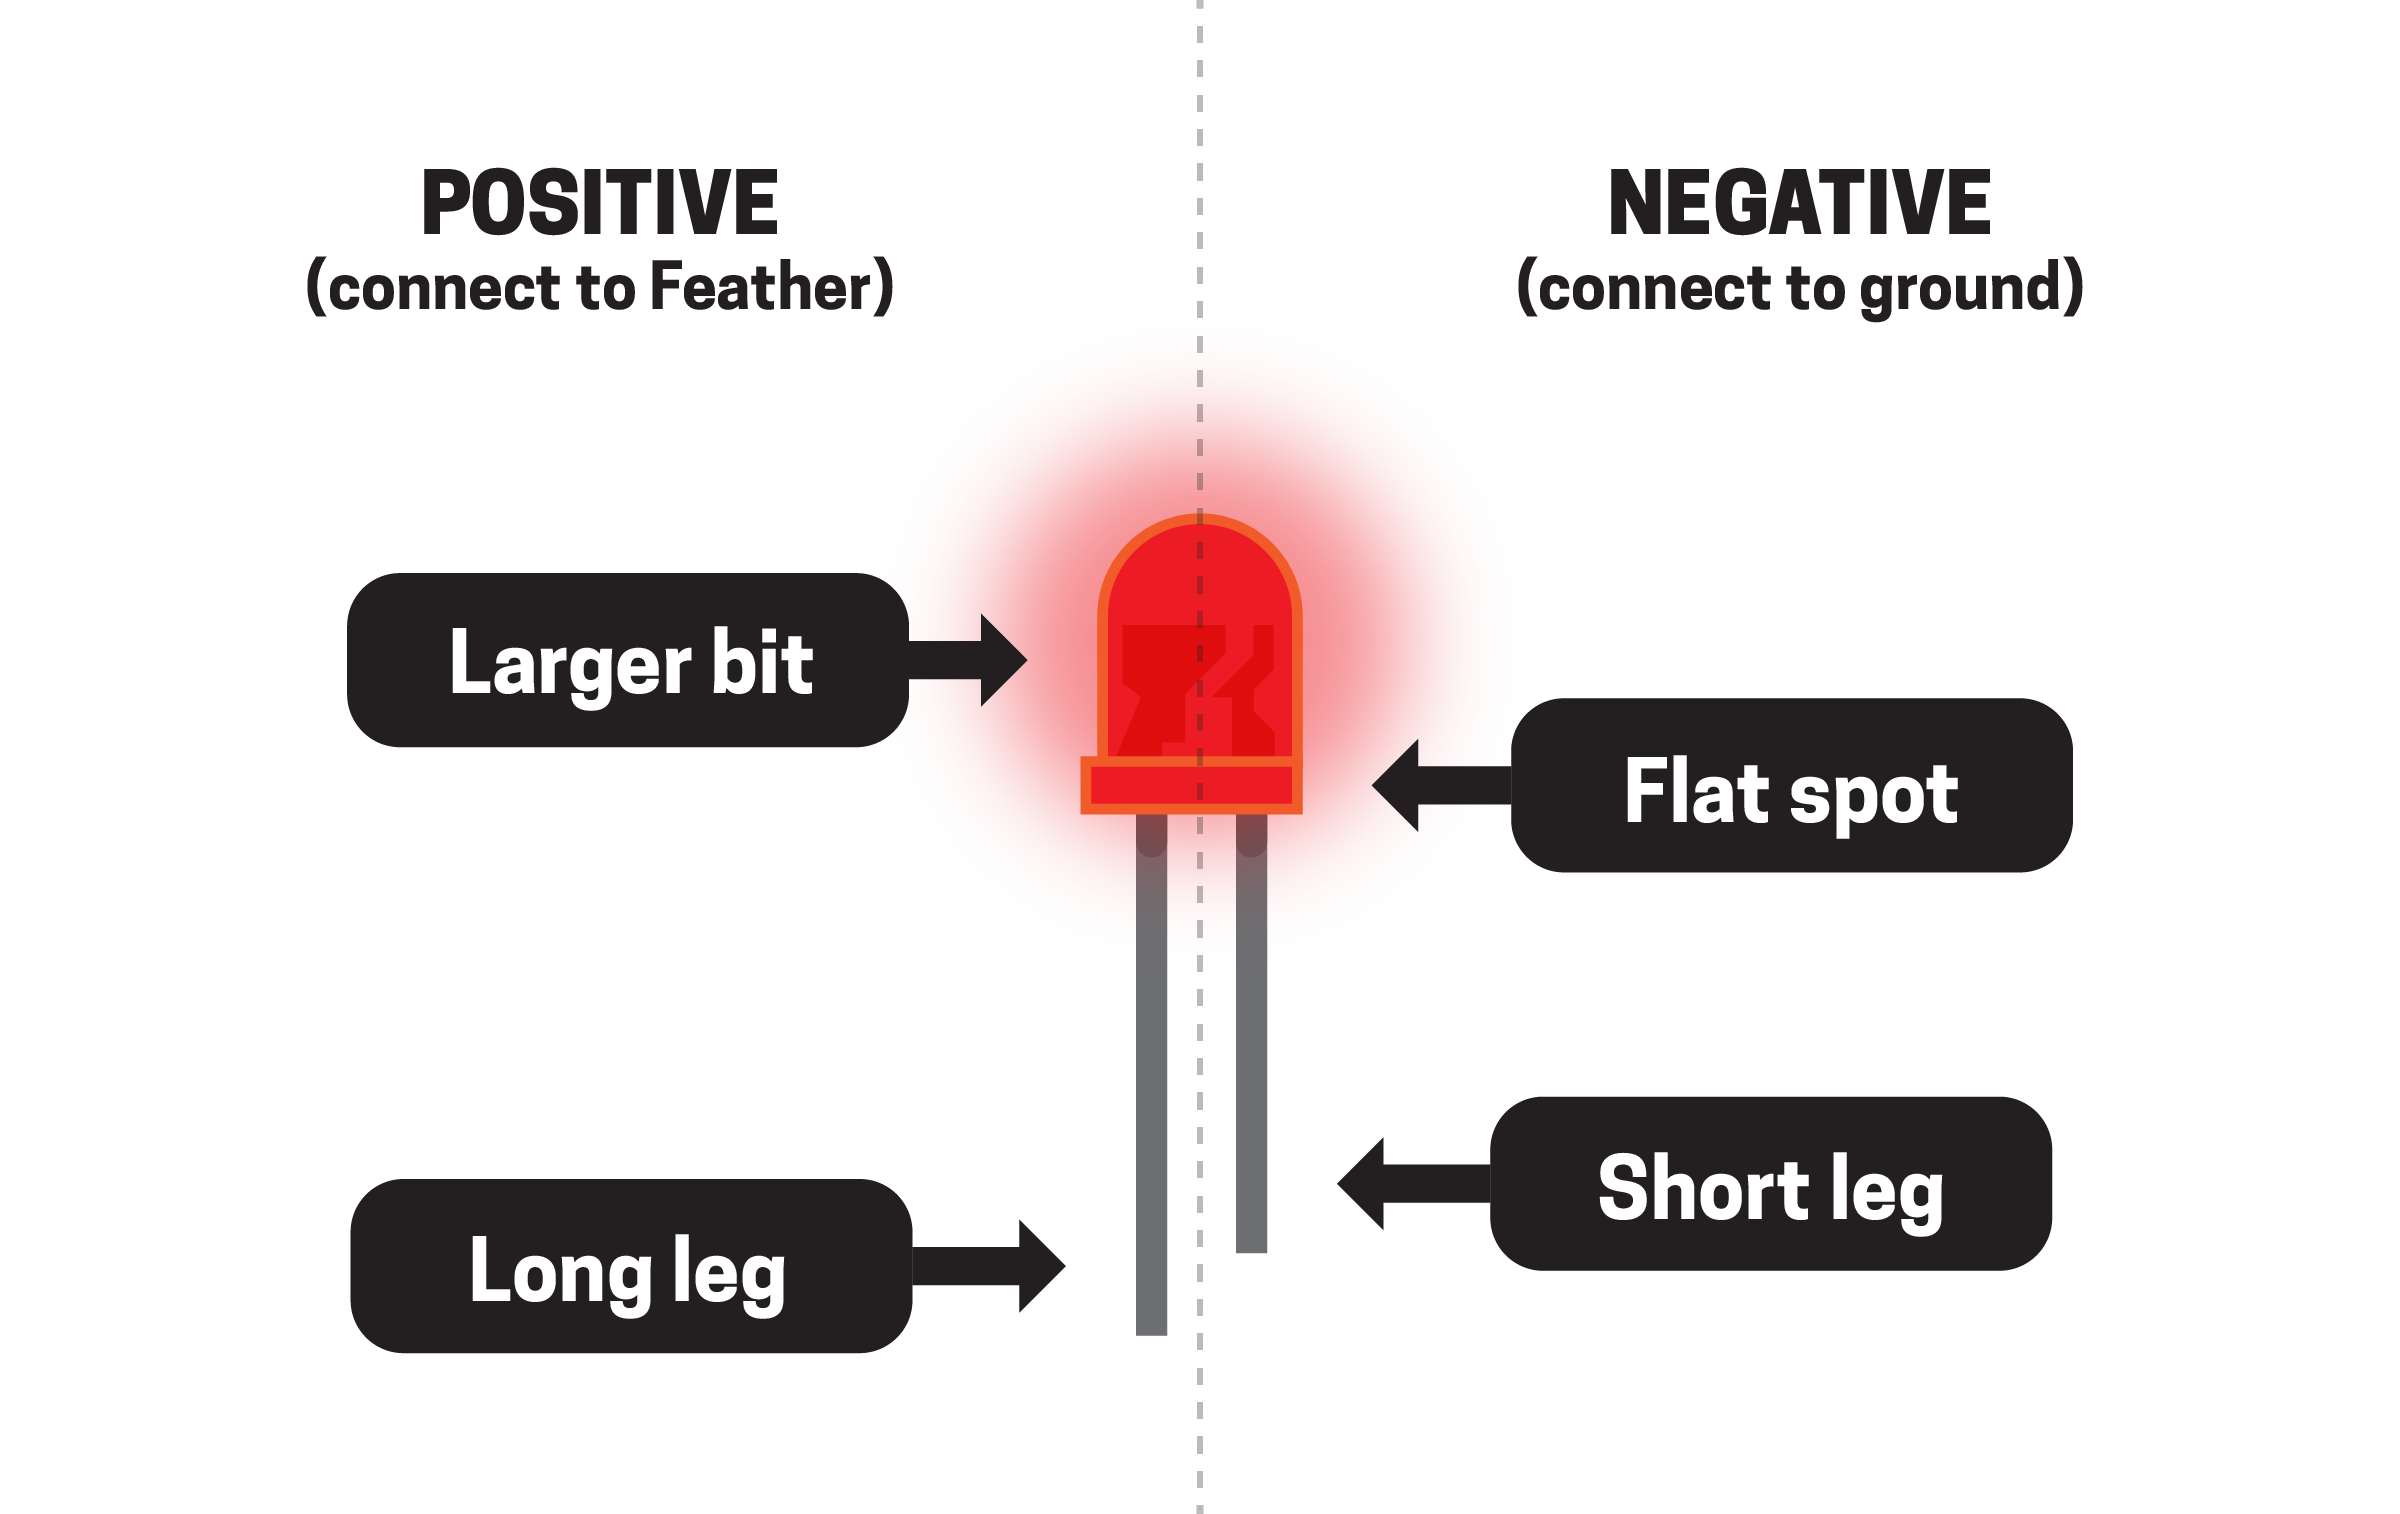 POSITIVE
(connect to Feather)
NEGATIVE
(connect to ground)
Larger bit
Flat spot
Short leg
Long leg